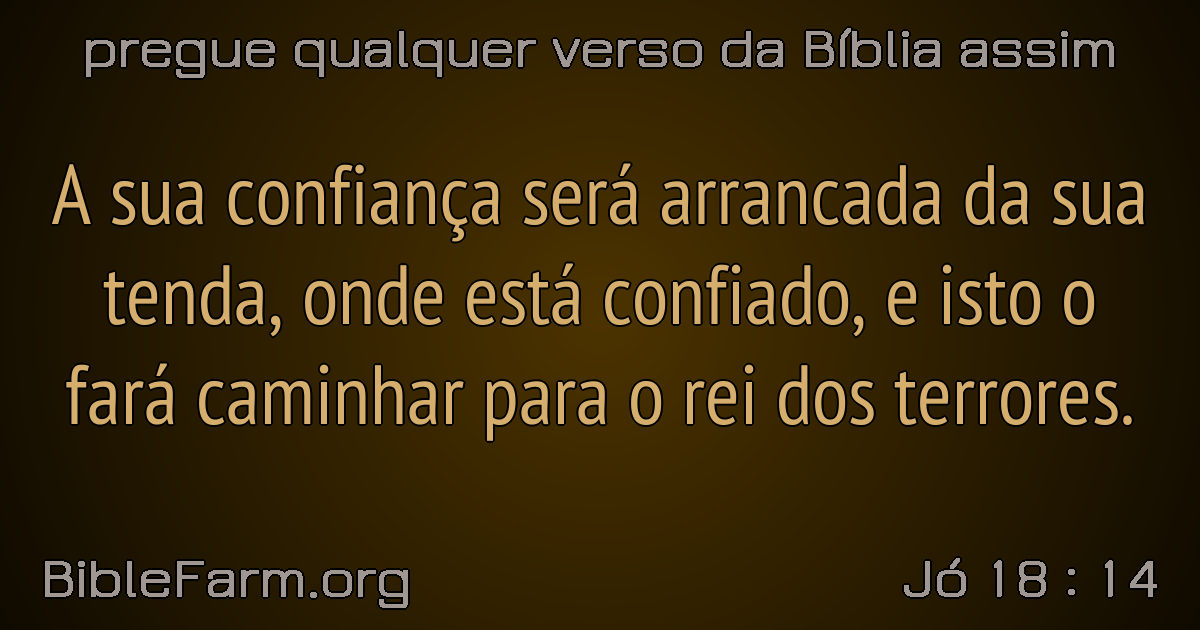 pregue qualquer verso da Bíblia assim
A sua confiança será arrancada da sua
tenda, onde está confiado, e isto o
fará caminhar para o rei dos terrores.
BibleFarm.org
Jó 18 : 14